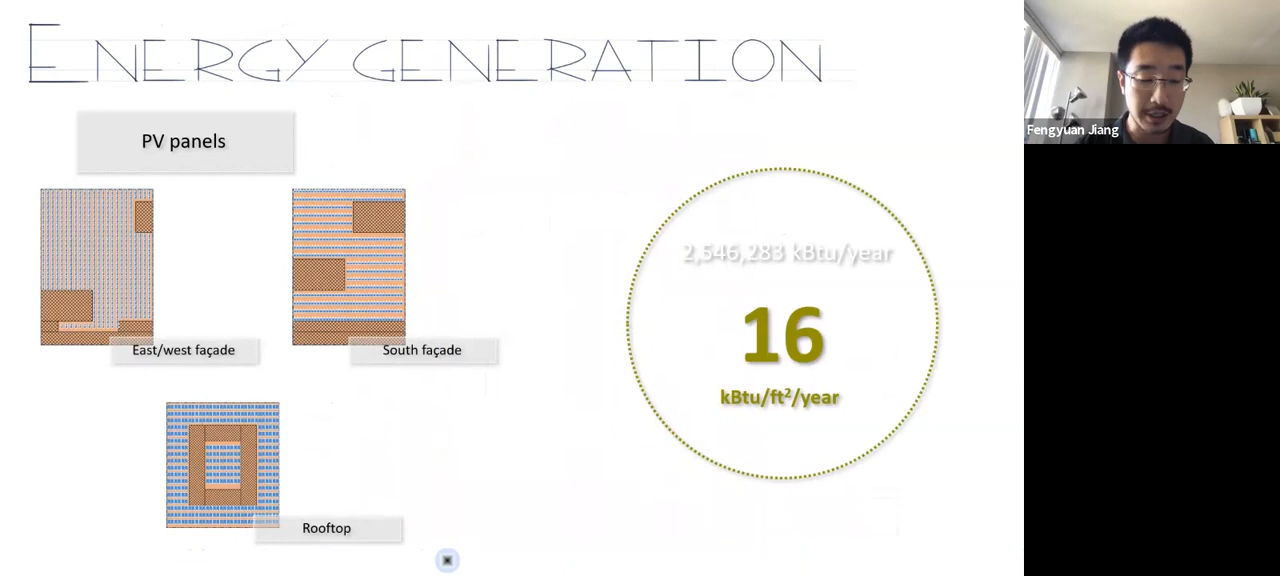 ENERGY GENERATION
PV panels
East/west façade
South façade
Rooftop
2,546,283 kBtu/year
16
kBtu/ft²/year
Fengyuan Jiang